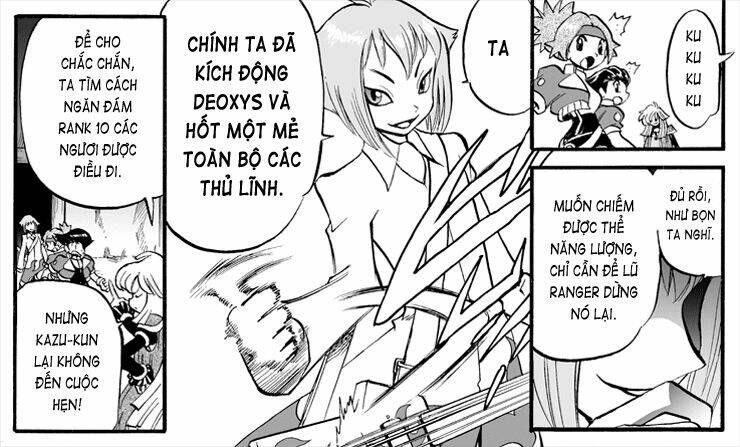 KU
KU
KU
KU
ĐỦ RỒI,
NHƯ BỌN
TA NGHĨ.
MUỐN CHIẾM
ĐƯỢC THỂ
NĂNG LƯỢNG,
CHỈ CẦN ĐỂ LŨ
RANGER DỪNG
NÓ LẠI.
TA
CHÍNH TA ĐÃ
KÍCH ĐỘNG
DEOXYS VÀ
HỐT MỘT MẺ
TOÀN BỘ CÁC
THỦ LĨNH.
ĐỂ CHO
CHẮC CHẮN,
TA TÌM CÁCH
NGĂN ĐÁM
RANK 10 CÁC
NGƯƠI ĐƯỢC
ĐIỀU ĐI.
NHƯNG
KAZU-KUN
LẠI KHÔNG
ĐẾN CUỘC
HẸN!